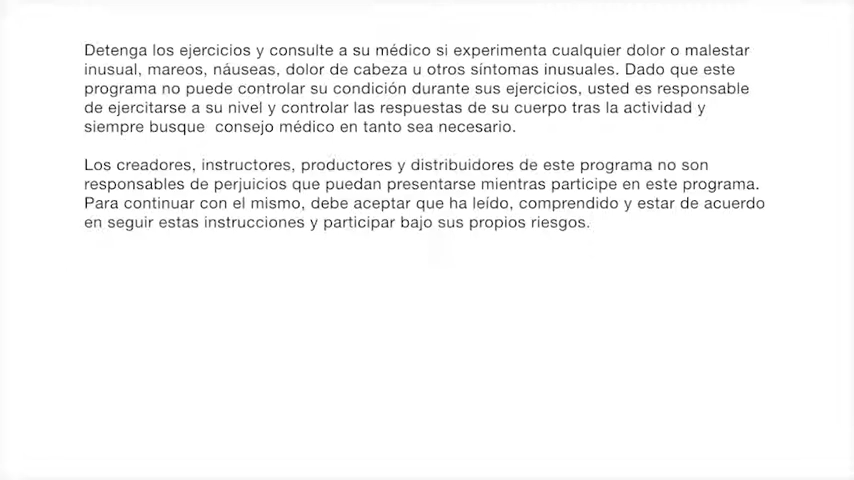 Detenga los ejercicios y consulte a su médico si experimenta cualquier dolor o malestar
inusual, mareos, náuseas, dolor de cabeza u otros síntomas inusuales. Dado que este
programa no puede controlar su condición durante sus ejercicios, usted es responsable
de ejercitarse a su nivel y controlar las respuestas de su cuerpo tras la actividad y
siempre busque consejo médico en tanto sea necesario.
Los creadores, instructores, productores y distribuidores de este programa no son
responsables de perjuicios que puedan presentarse mientras participe en este programa.
Para continuar con el mismo, debe aceptar que ha leído, comprendido y estar de acuerdo
en seguir estas instrucciones y participar bajo sus propios riesgos.